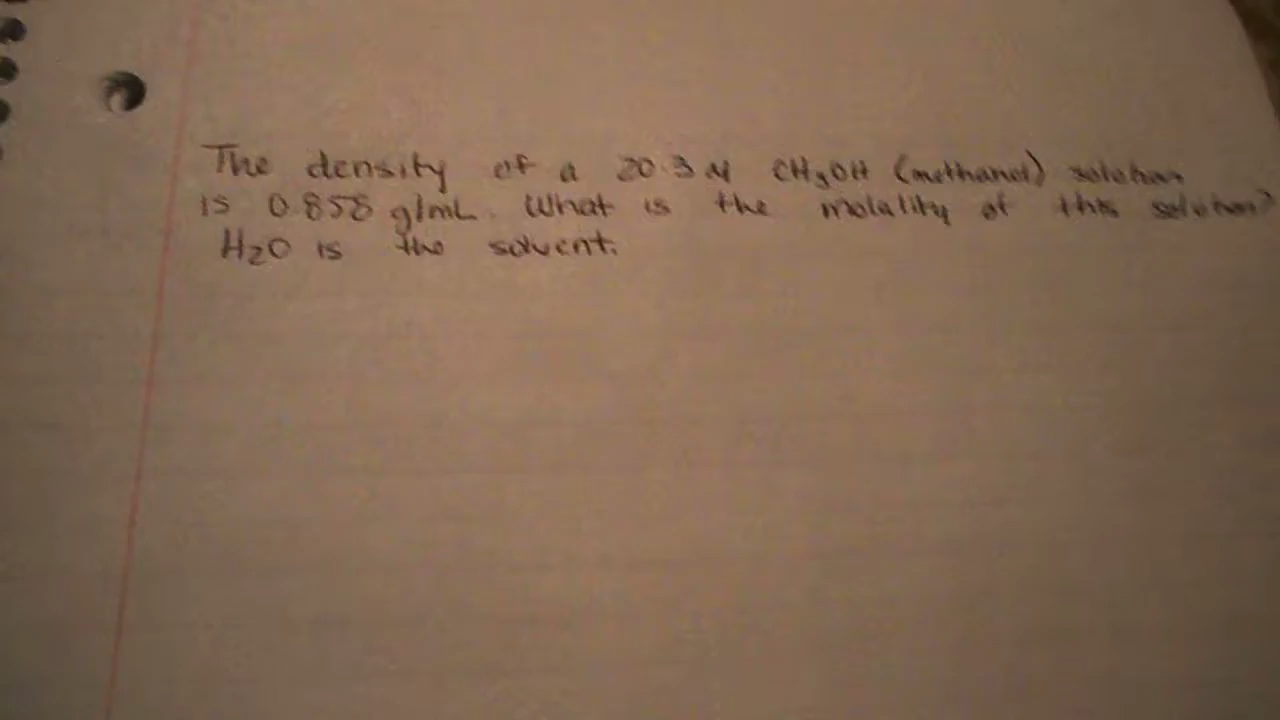 The density of a 20.3 M CH3OH (methanol) solution
is 0.858 g/mL. What is the molality of this solution?
H2O is the solvent.